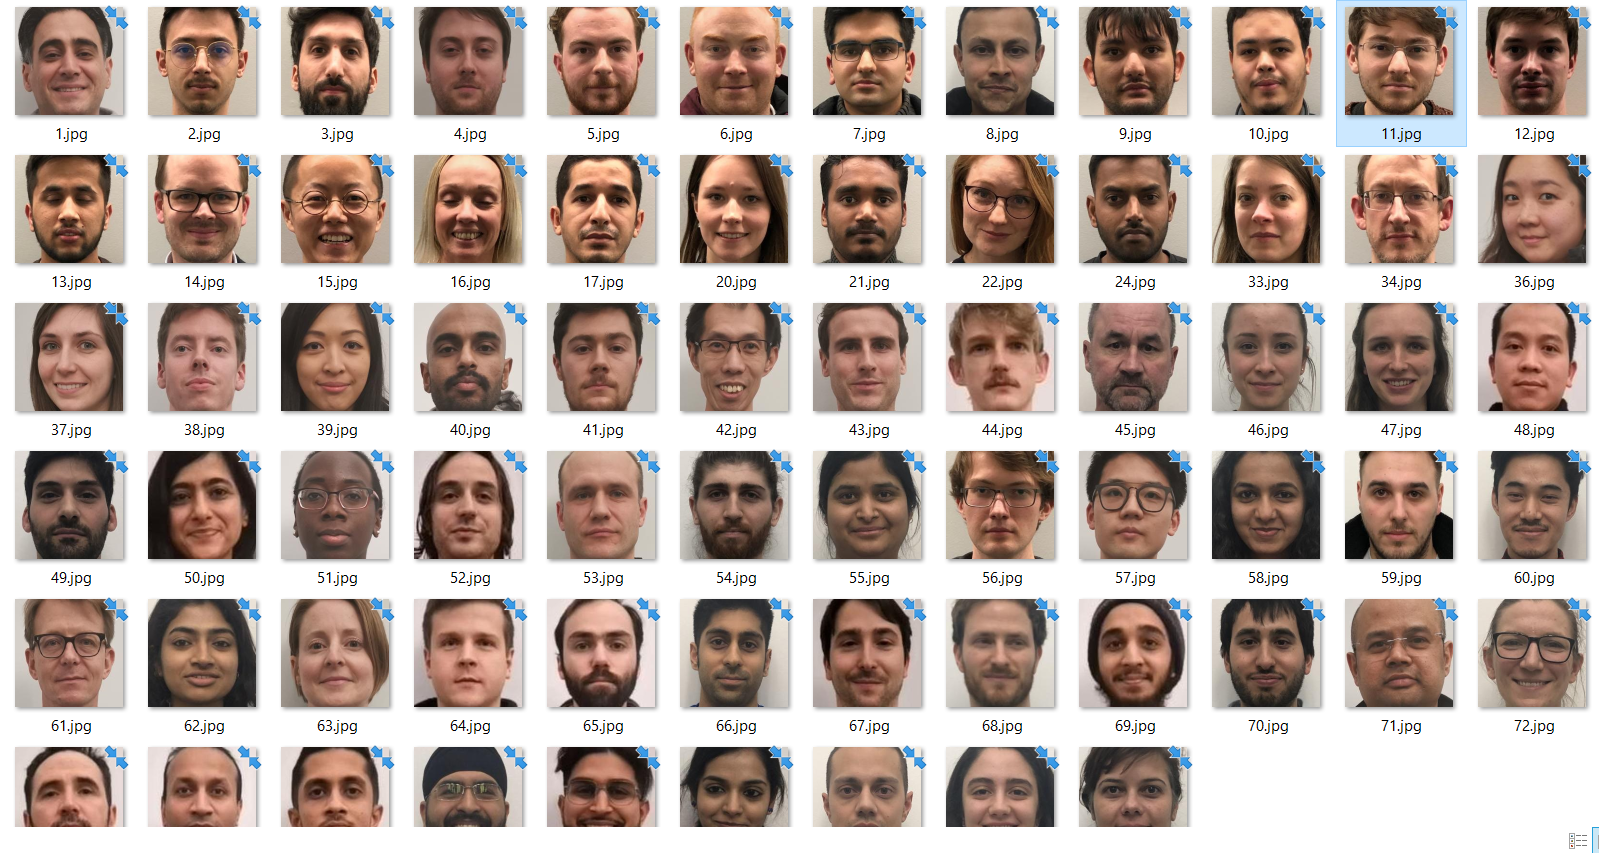 1.jpg 2.jpg 3.jpg 4.jpg 5.jpg 6.jpg 7.jpg 8.jpg 9.jpg 10.jpg 11.jpg 12.jpg
13.jpg 14.jpg 15.jpg 16.jpg 17.jpg 20.jpg 21.jpg 22.jpg 24.jpg 33.jpg 34.jpg 36.jpg
37.jpg 38.jpg 39.jpg 40.jpg 41.jpg 42.jpg 43.jpg 44.jpg 45.jpg 46.jpg 47.jpg 48.jpg
49.jpg 50.jpg 51.jpg 52.jpg 53.jpg 54.jpg 55.jpg 56.jpg 57.jpg 58.jpg 59.jpg 60.jpg
61.jpg 62.jpg 63.jpg 64.jpg 65.jpg 66.jpg 67.jpg 68.jpg 69.jpg 70.jpg 71.jpg 72.jpg